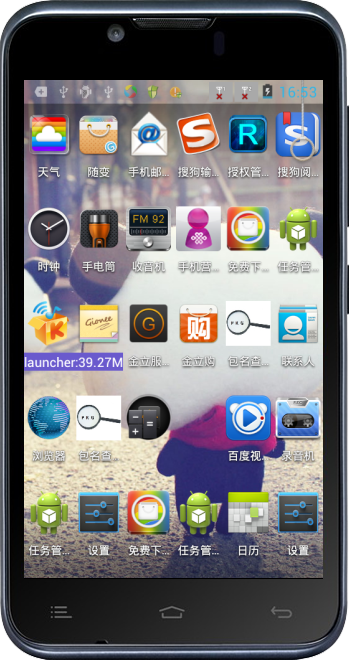 16:53
天气 随变 手机邮... 搜狗输... 授权管... 搜狗阅...
FM 92
时钟 手电筒 收音机 手机营... 免费下... 任务管...
Gionee
购
PKG
launcher:39.27M 金立服... 金立购 包名查... 联系人
PKG
浏览器 包名查... 百度视... 录音机
任务管... 设置 免费下... 任务管... 日历 设置